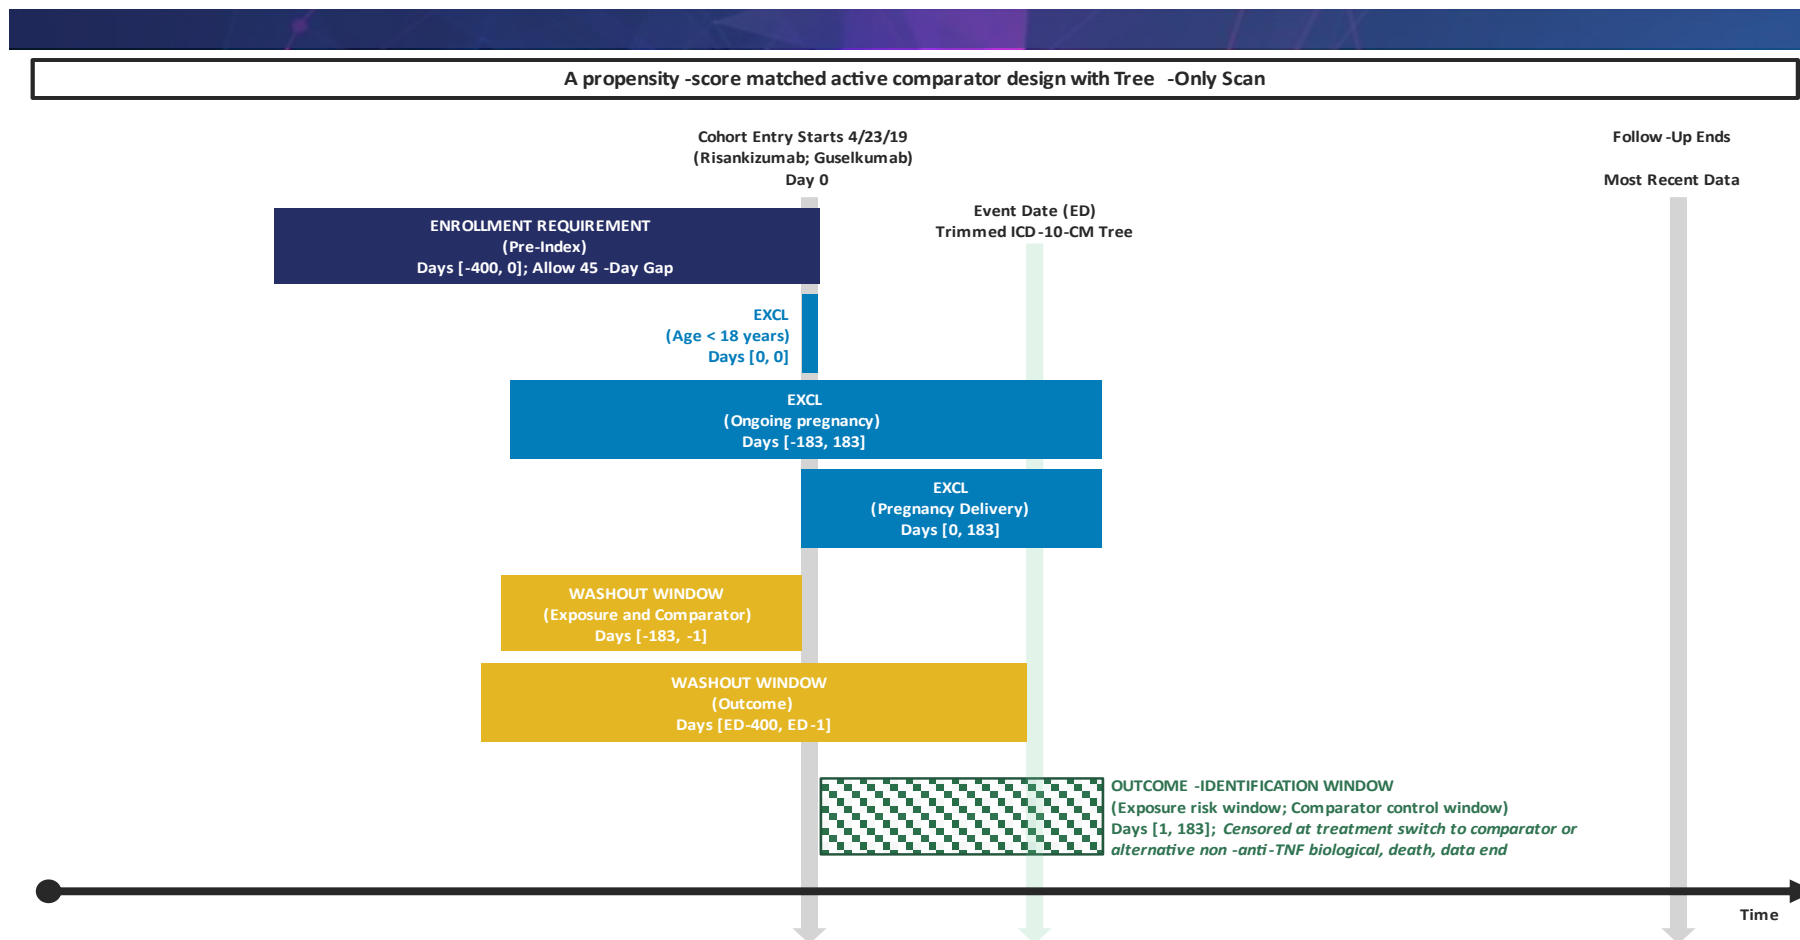 A propensity -score matched active comparator design with Tree -Only Scan
Cohort Entry Starts 4/23/19
(Risankizumab; Guselkumab)
Day 0
Follow -Up Ends
Most Recent Data
Event Date (ED)
Trimmed ICD-10-CM Tree
ENROLLMENT REQUIREMENT
(Pre-Index)
Days [-400, 0]; Allow 45 -Day Gap
EXCL
(Age < 18 years)
Days [0, 0]
EXCL
(Ongoing pregnancy)
Days [-183, 183]
EXCL
(Pregnancy Delivery)
Days [0, 183]
WASHOUT WINDOW
(Exposure and Comparator)
Days [-183, -1]
WASHOUT WINDOW
(Outcome)
Days [ED-400, ED-1]
OUTCOME -IDENTIFICATION WINDOW
(Exposure risk window; Comparator control window)
Days [1, 183]; Censored at treatment switch to comparator or
alternative non -anti-TNF biological, death, data end
Time